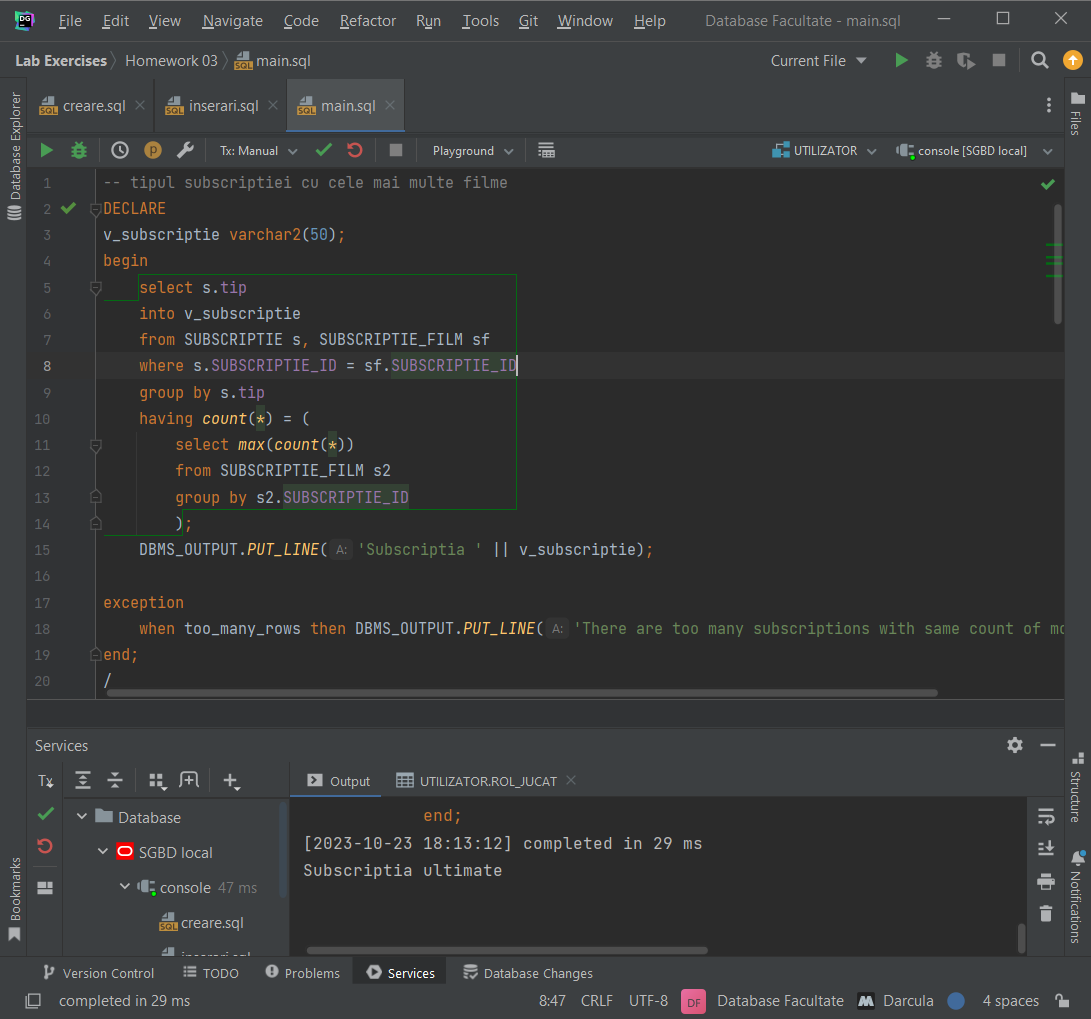 File Edit View Navigate Code Refactor Run Tools Git Window Help Database Facultate - main.sql
Lab Exercises Homework 03 main.sql Current File
creare.sql inserari.sql main.sql
Tx: Manual Playground UTILIZATOR console [SGBD local]
Database Explorer
Files
1 -- tipul subscriptiei cu cele mai multe filme
2 DECLARE
3 v_subscriptie varchar2(50);
4 begin
5 select s.tip
6 into v_subscriptie
7 from SUBSCRIPTIE s, SUBSCRIPTIE_FILM sf
8 where s.SUBSCRIPTIE_ID = sf.SUBSCRIPTIE_ID
9 group by s.tip
10 having count(*) = (
11 select max(count(*))
12 from SUBSCRIPTIE_FILM s2
13 group by s2.SUBSCRIPTIE_ID
14 );
15 DBMS_OUTPUT.PUT_LINE( A: 'Subscriptia ' || v_subscriptie);
16
17 exception
18 when too_many_rows then DBMS_OUTPUT.PUT_LINE( A: 'There are too many subscriptions with same count of mo
19 end;
20 /
Services
Tx Output UTILIZATOR.ROL_JUCAT
Database
SGBD local
console 47 ms
creare.sql
inserari.sql
end;
[2023-10-23 18:13:12] completed in 29 ms
Subscriptia ultimate
Structure
Notifications
Bookmarks
Version Control TODO Problems Services Database Changes
completed in 29 ms 8:47 CRLF UTF-8 DF Database Facultate Darcula 4 spaces